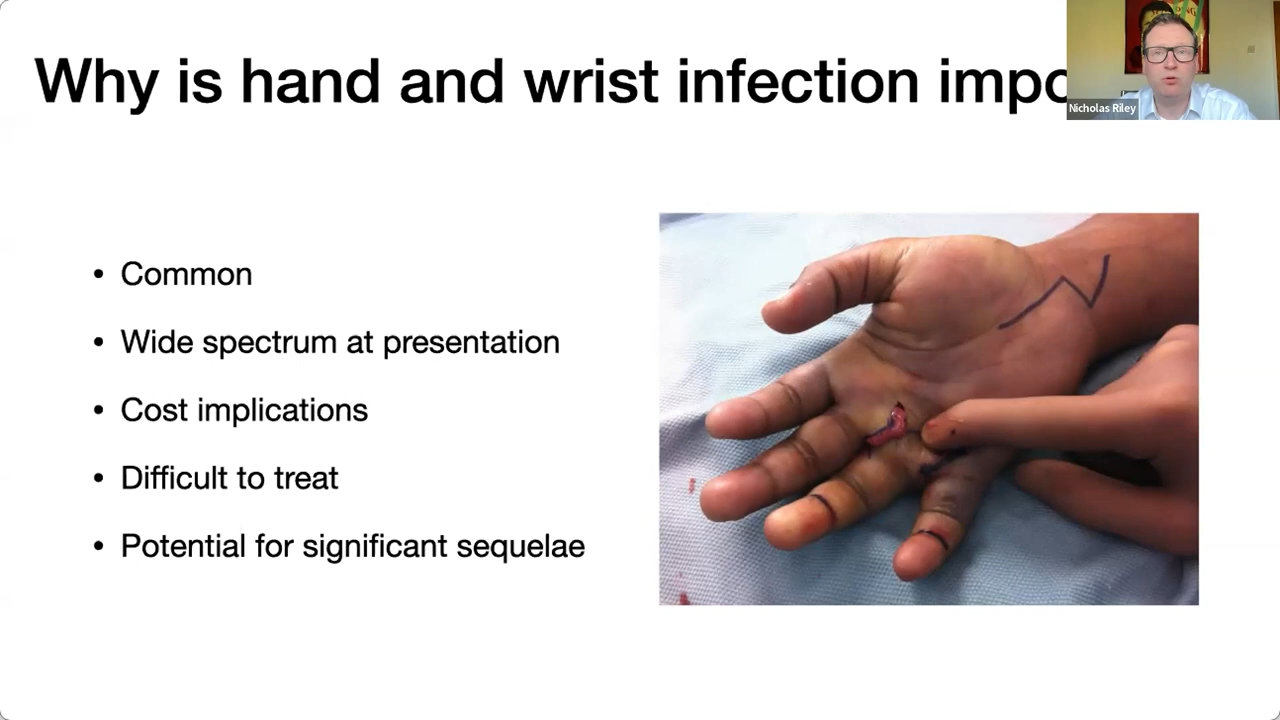 Why is hand and wrist infection impo
Nicholas Riley
• Common
• Wide spectrum at presentation
• Cost implications
• Difficult to treat
• Potential for significant sequelae